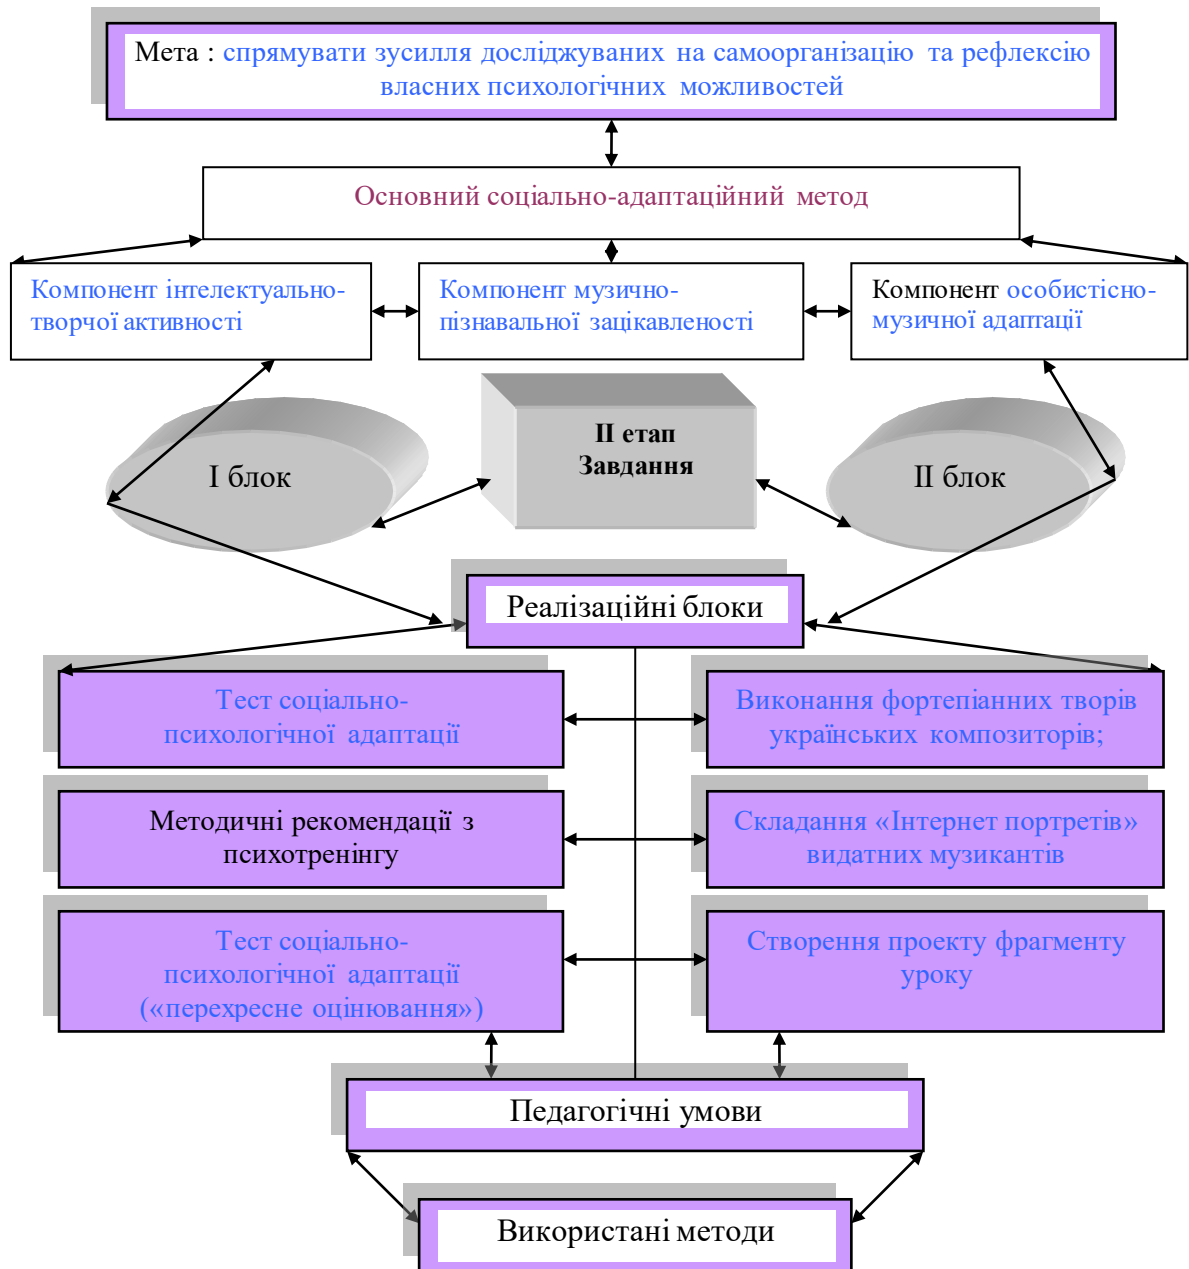 Мета : спрямувати зусилля досліджуваних на самоорганізацію та рефлексію
власних психологічних можливостей
Основний соціально-адаптаційний метод
Компонент інтелектуально-
творчої активності
Компонент музично-
пізнавальної зацікавленості
Компонент особистісно-
музичної адаптації
І блок
ІІ етап
Завдання
ІІ блок
Реалізаційні блоки
Тест соціально-
психологічної адаптації
Виконання фортепіанних творів
українських композиторів;
Методичні рекомендації з
психотренінгу
Складання «Інтернет портретів»
видатних музикантів
Тест соціально-
психологічної адаптації
(«перехресне оцінювання»)
Створення проекту фрагменту
уроку
Педагогічні умови
Використані методи